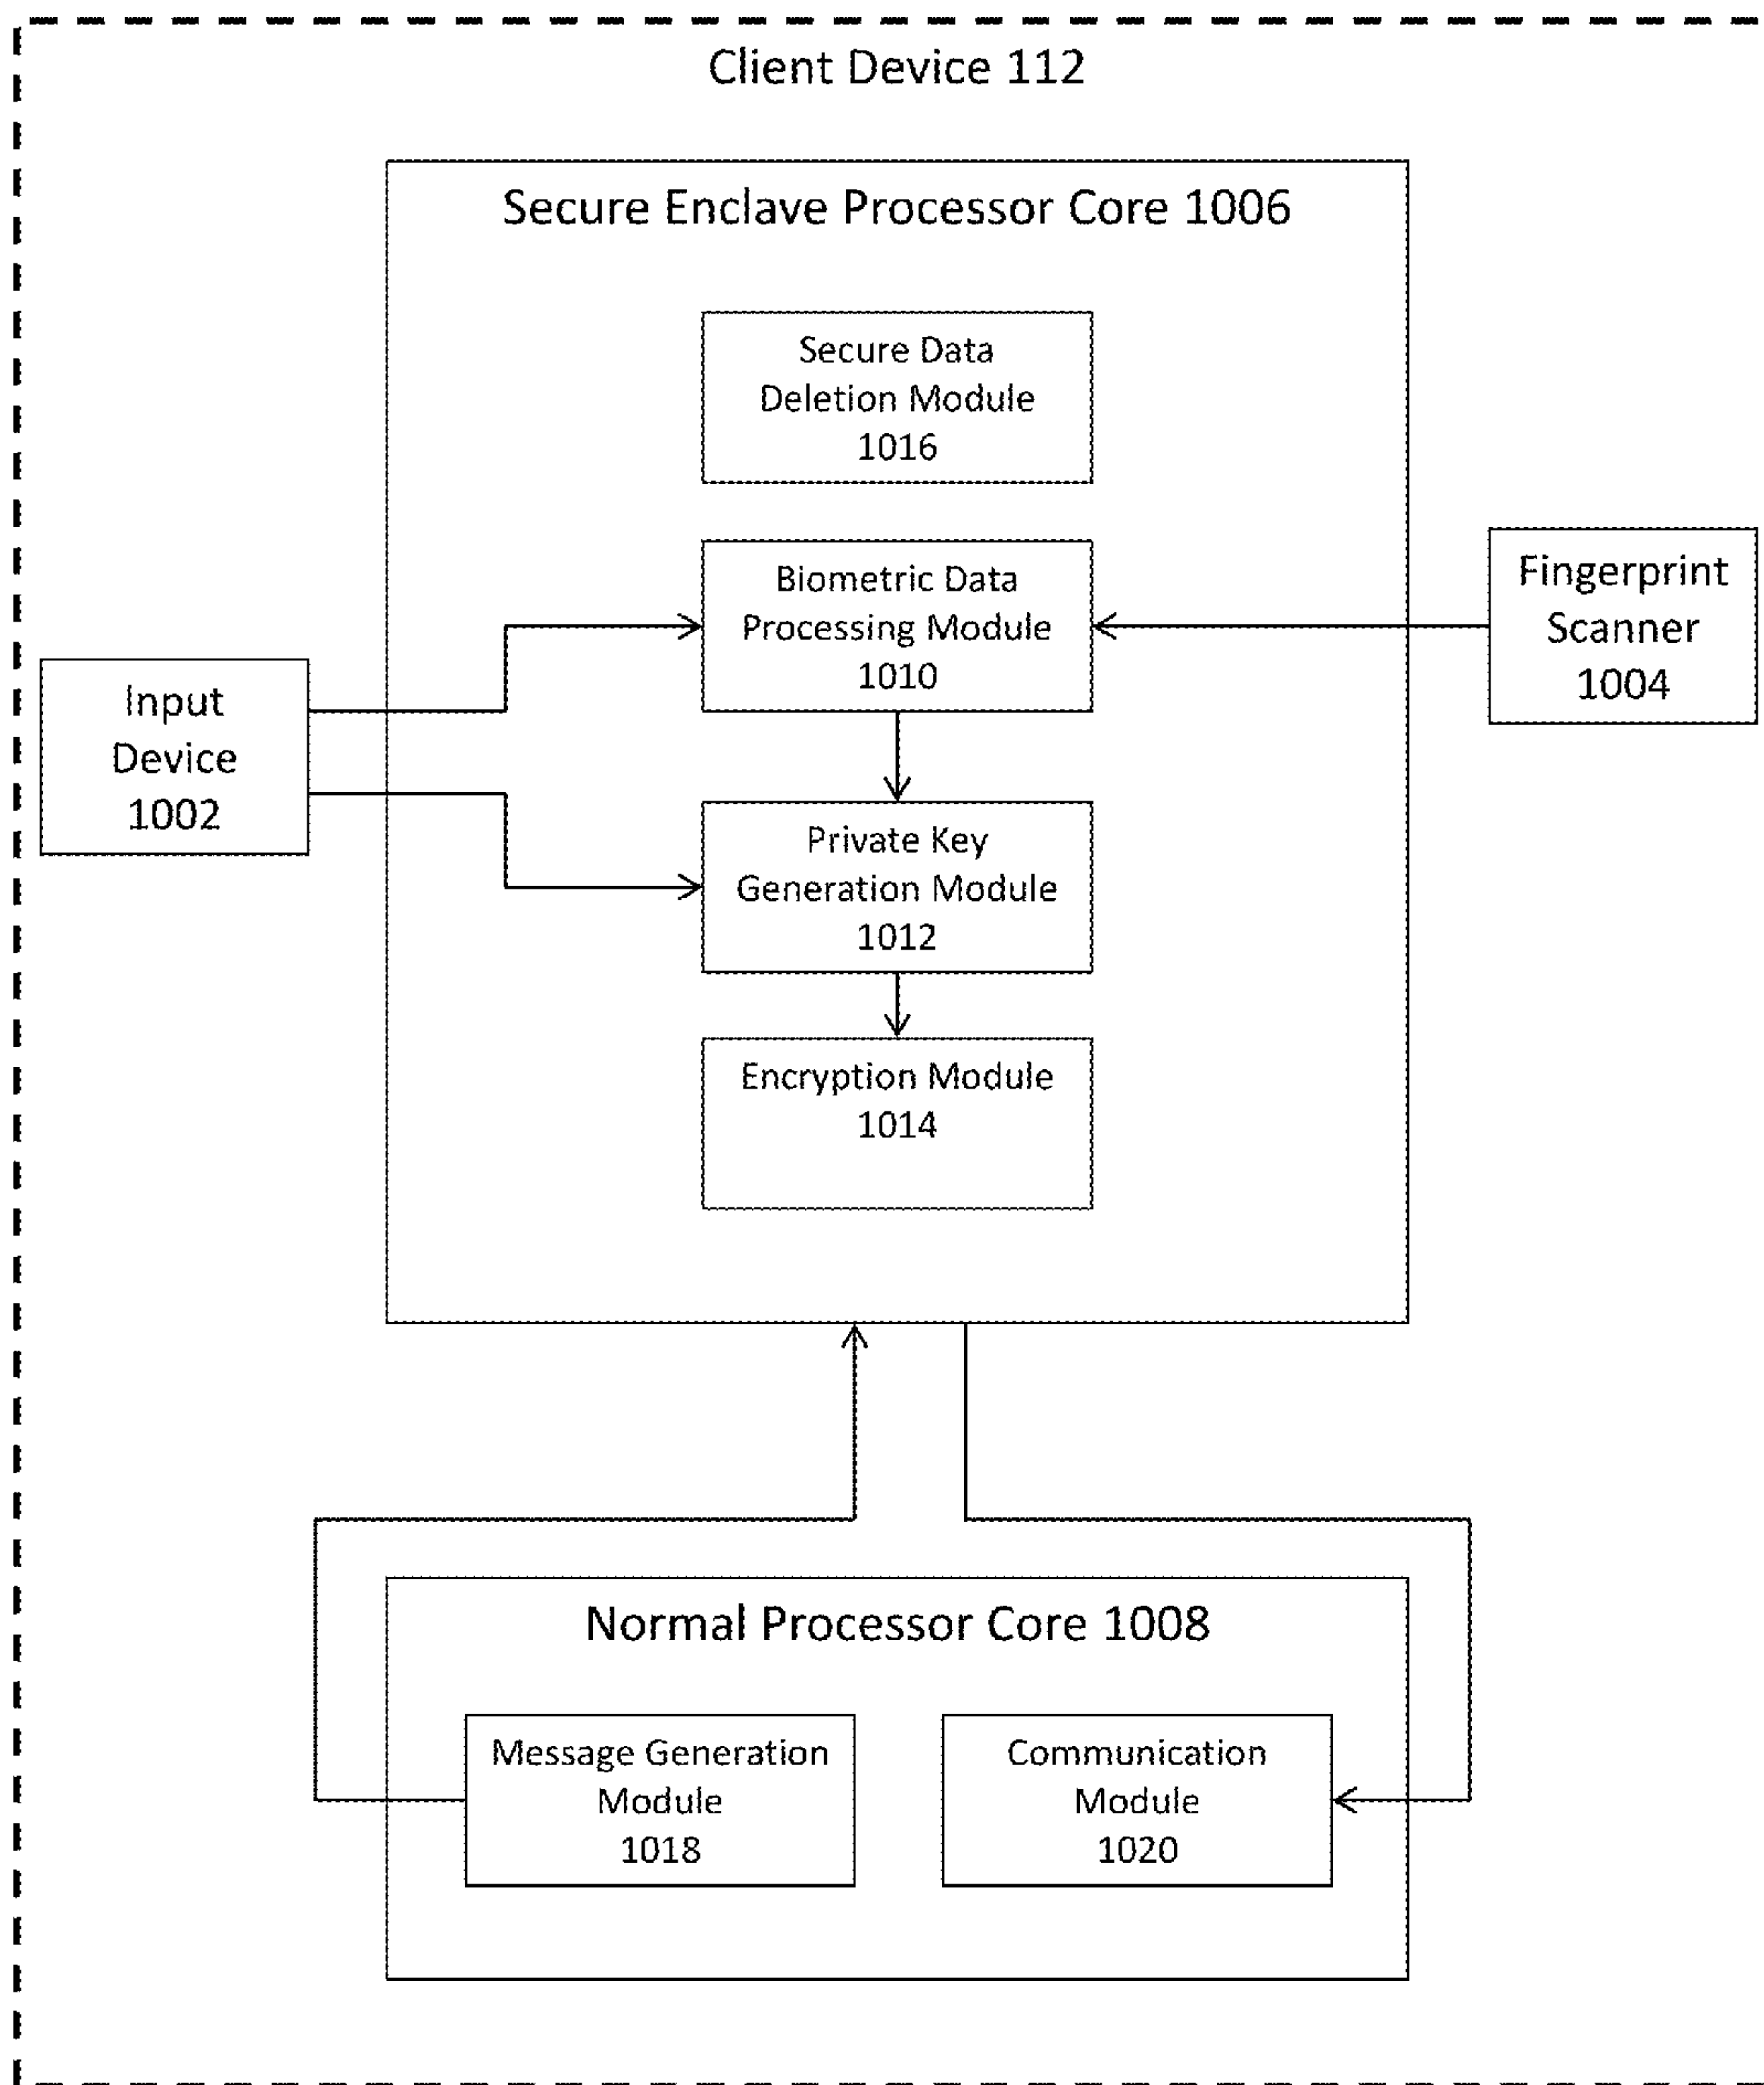 Client Device 112
Secure Enclave Processor Core 1006
Secure Data
Deletion Module
1016
Biometric Data
Processing Module
1010
Fingerprint
Scanner
1004
Input
Device
1002
Private Key
Generation Module
1012
Encryption Module
1014
Normal Processor Core 1008
Message Generation
Module
1018
Communication
Module
1020